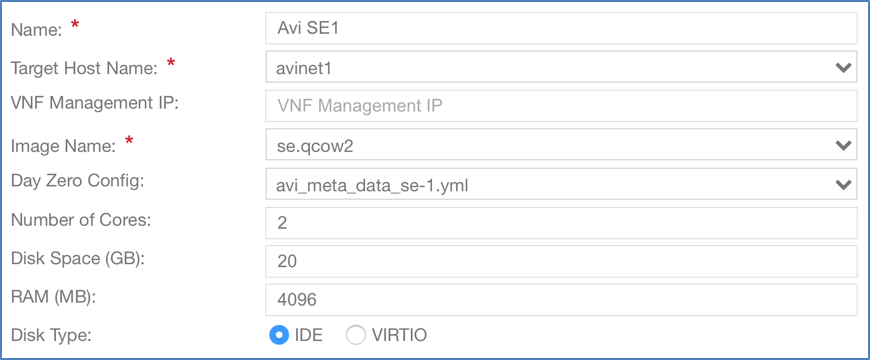 Name: * Avi SE1
Target Host Name: * avinet1
VNF Management IP: VNF Management IP
Image Name: * se.qcow2
Day Zero Config: avi_meta_data_se-1.yml
Number of Cores: 2
Disk Space (GB): 20
RAM (MB): 4096
Disk Type: IDE VIRTIO